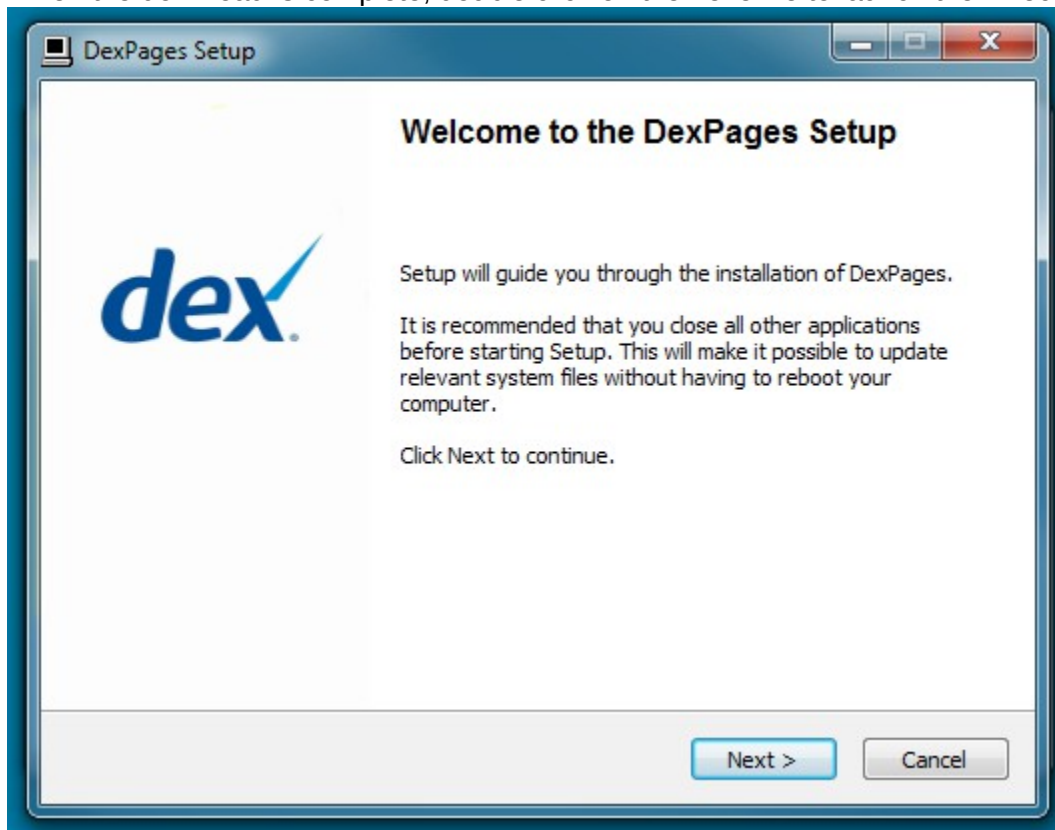 DexPages Setup
Welcome to the DexPages Setup
dex
Setup will guide you through the installation of DexPages.
It is recommended that you close all other applications
before starting Setup. This will make it possible to update
relevant system files without having to reboot your
computer.
Click Next to continue.
Next >
Cancel